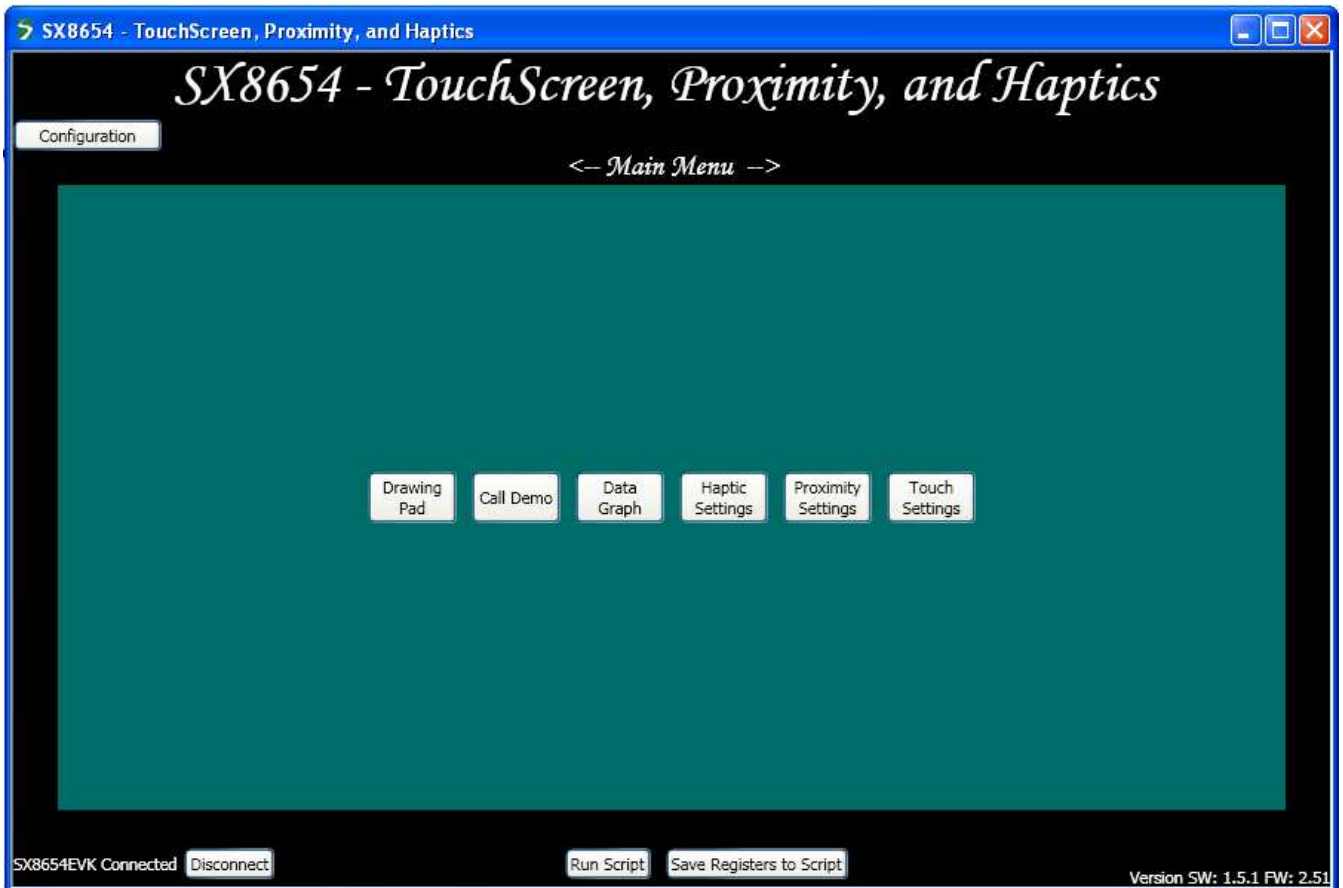 SX8654 - TouchScreen, Proximity, and Haptics
SX8654 - TouchScreen, Proximity, and Haptics
Configuration
<-- Main Menu -->
Drawing Pad
Call Demo
Data Graph
Haptic Settings
Proximity Settings
Touch Settings
SX8654EVK Connected Disconnect Run Script Save Registers to Script
Version SW: 1.5.1 FW: 2.51